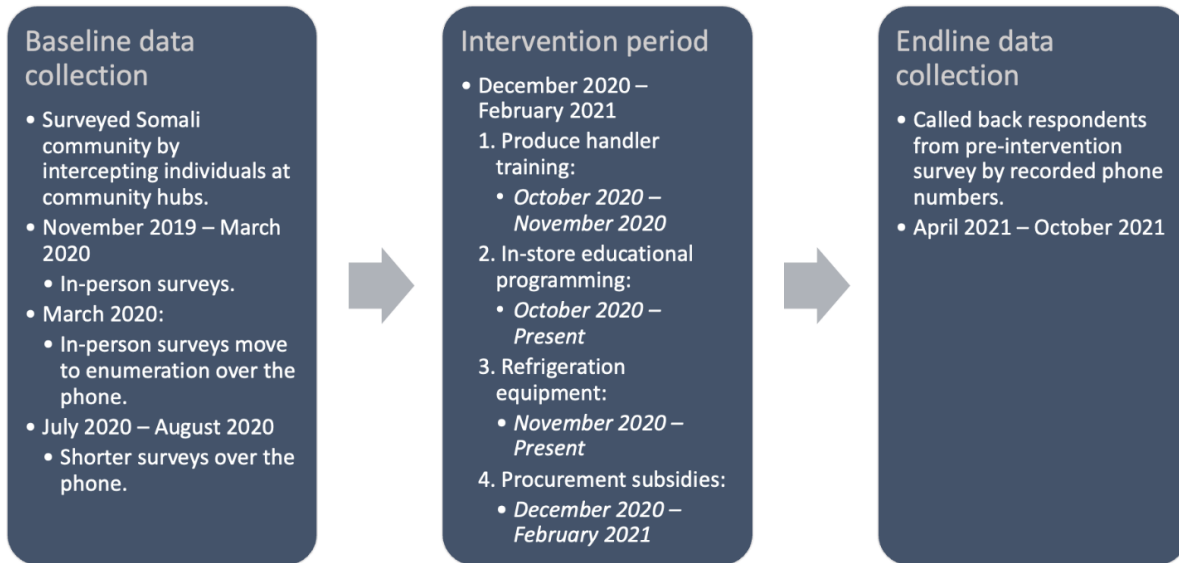 Baseline data
collection
• Surveyed Somali
community by
intercepting individuals at
community hubs.
• November 2019 – March
2020
• In-person surveys.
• March 2020:
• In-person surveys move
to enumeration over the
phone.
• July 2020 – August 2020
• Shorter surveys over the
phone.
Intervention period
• December 2020 –
February 2021
1. Produce handler
training:
• October 2020 –
November 2020
2. In-store educational
programming:
• October 2020 –
Present
3. Refrigeration
equipment:
• November 2020 –
Present
4. Procurement subsidies:
• December 2020 –
February 2021
Endline data
collection
• Called back respondents
from pre-intervention
survey by recorded phone
numbers.
• April 2021 – October 2021